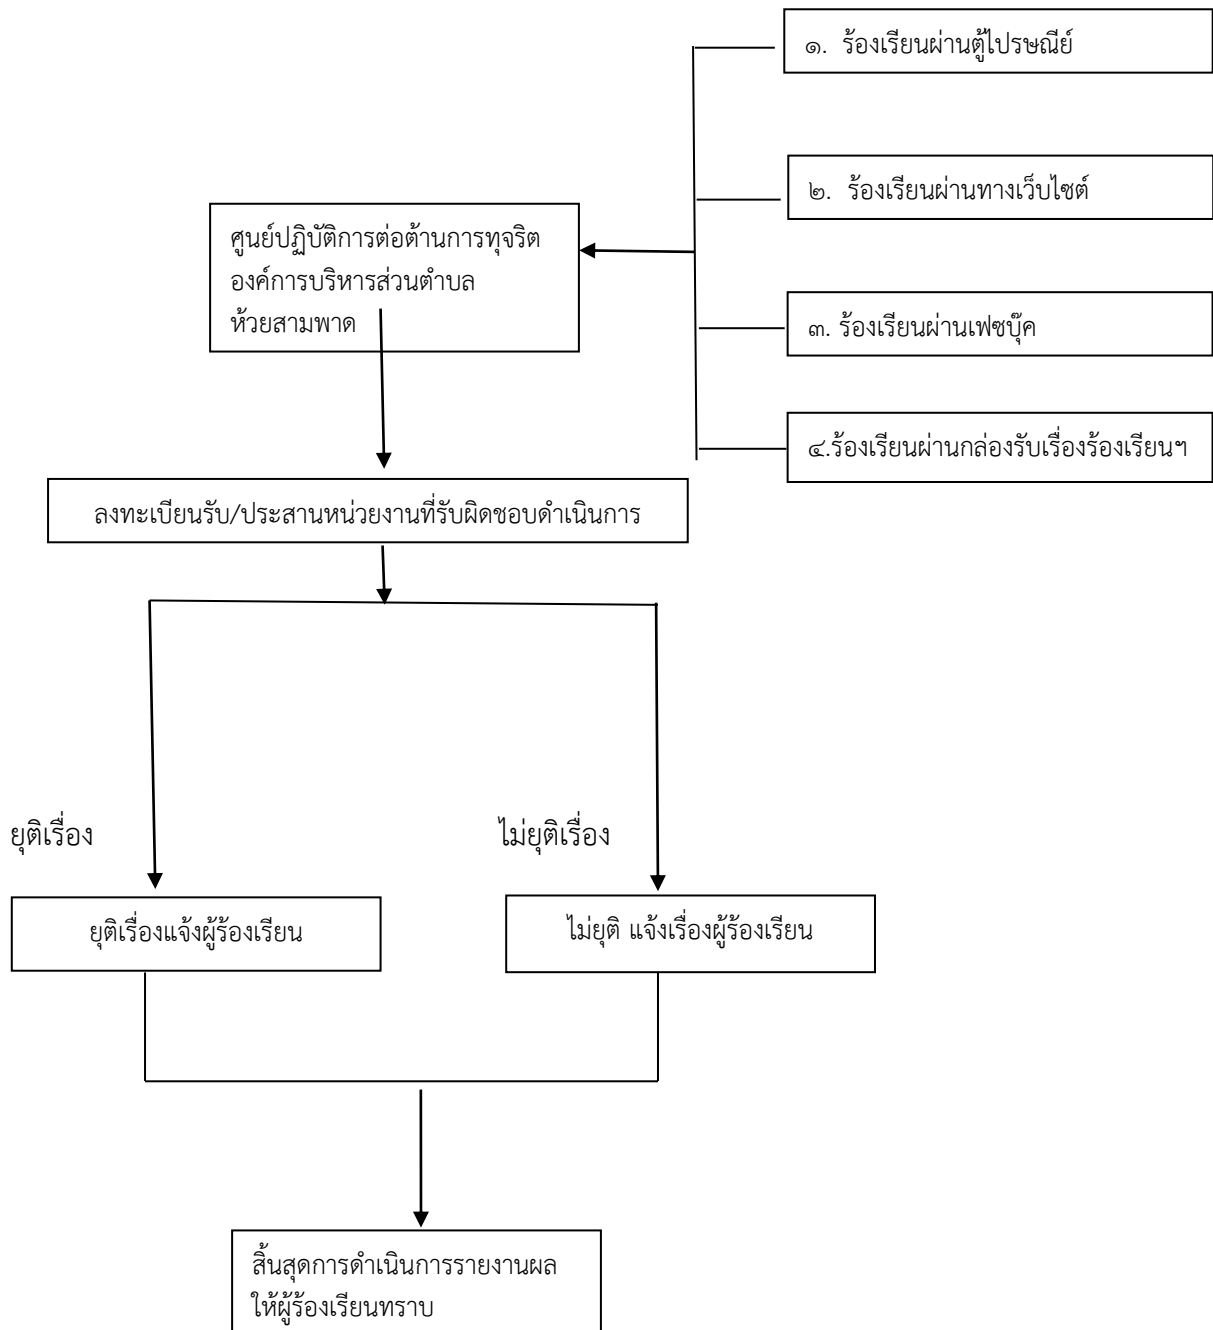 ๑. ร้องเรียนผ่านตู้ไปรษณีย์
๒. ร้องเรียนผ่านทางเว็บไซต์
ศูนย์ปฏิบัติการต่อต้านการทุจริต
องค์การบริหารส่วนตำบล
ห้วยสามพาด
๓. ร้องเรียนผ่านเฟซบุ๊ค
๔.ร้องเรียนผ่านกล่องรับเรื่องร้องเรียนฯ
ลงทะเบียนรับ/ประสานหน่วยงานที่รับผิดชอบดำเนินการ
ยุติเรื่อง
ไม่ยุติเรื่อง
ยุติเรื่องแจ้งผู้ร้องเรียน
ไม่ยุติ แจ้งเรื่องผู้ร้องเรียน
สิ้นสุดการดำเนินการรายงานผล
ให้ผู้ร้องเรียนทราบ